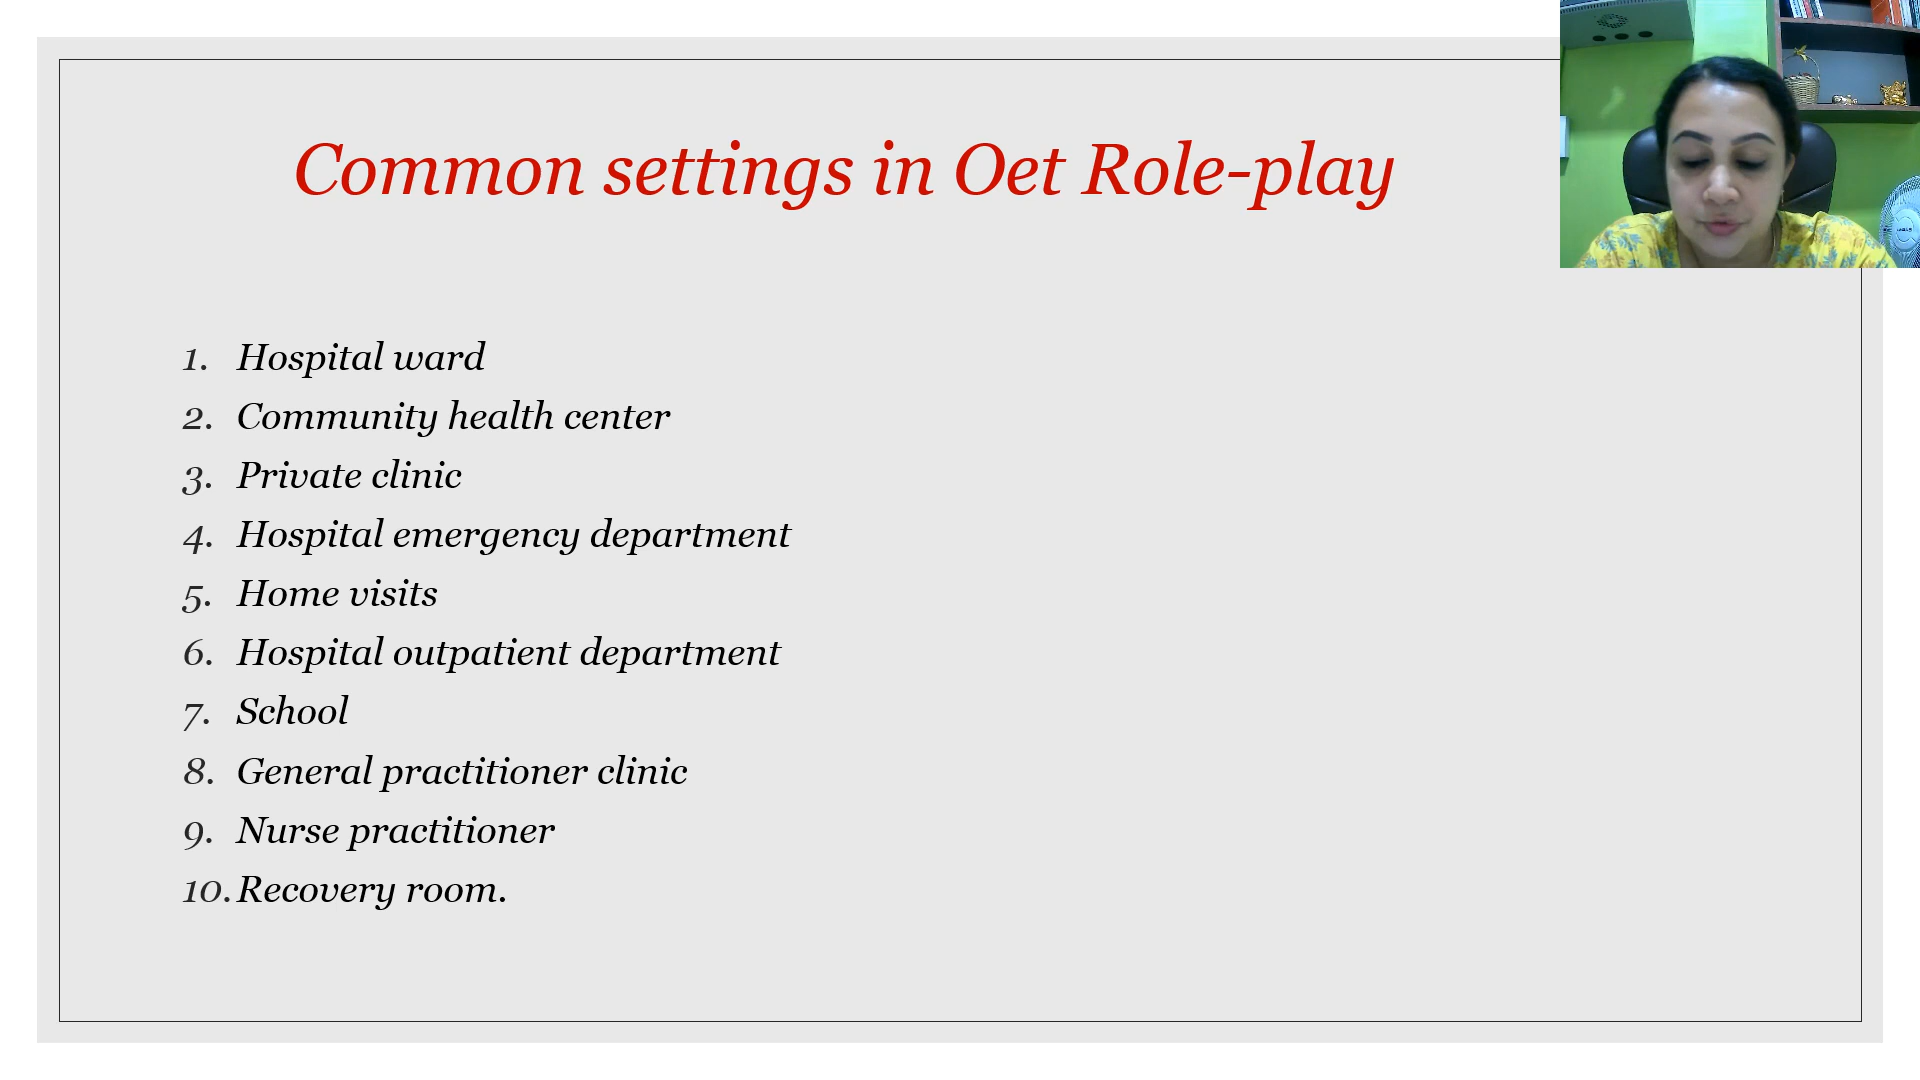 Common settings in Oet Role-play
1. Hospital ward
2. Community health center
3. Private clinic
4. Hospital emergency department
5. Home visits
6. Hospital outpatient department
7. School
8. General practitioner clinic
9. Nurse practitioner
10. Recovery room.